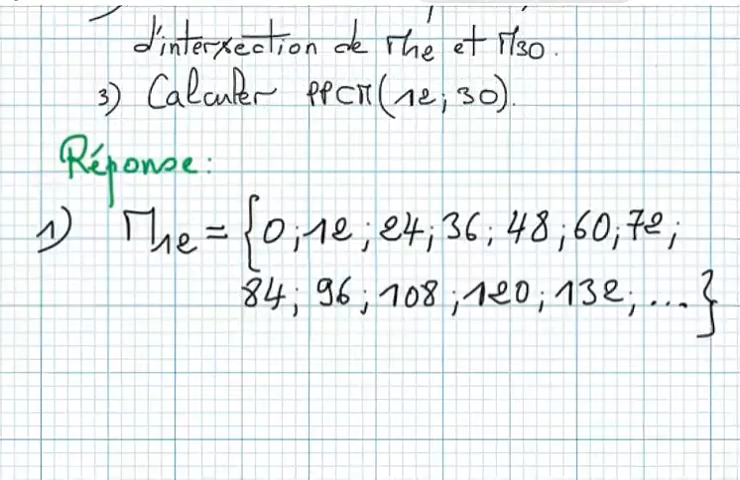 d'intersection de M12 et M30.
3) Calculer PPCM(12; 30).
Réponse:
1) M12 = {0; 12; 24; 36; 48; 60; 72;
84; 96; 108; 120; 132; ...}